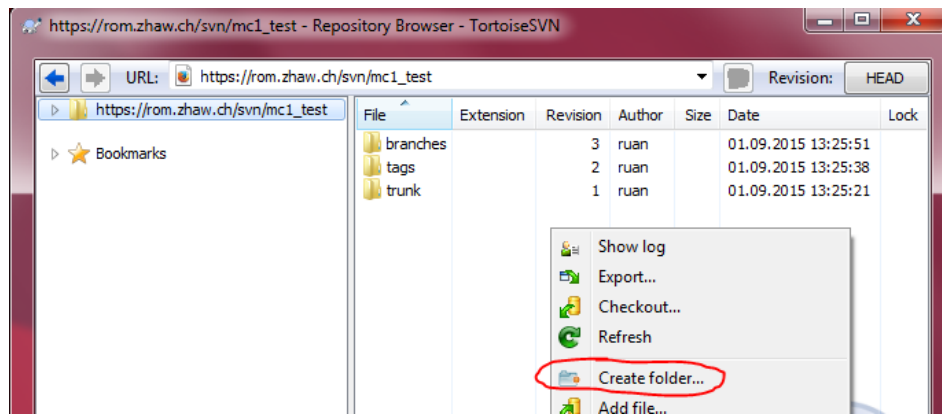 https://rom.zhaw.ch/svn/mc1_test - Repository Browser - TortoiseSVN
URL: https://rom.zhaw.ch/svn/mc1_test Revision: HEAD
https://rom.zhaw.ch/svn/mc1_test
Bookmarks
File Extension Revision Author Size Date Lock
branches 3 ruan 01.09.2015 13:25:51
tags 2 ruan 01.09.2015 13:25:38
trunk 1 ruan 01.09.2015 13:25:21
Show log
Export...
Checkout...
Refresh
Create folder...
Add file...